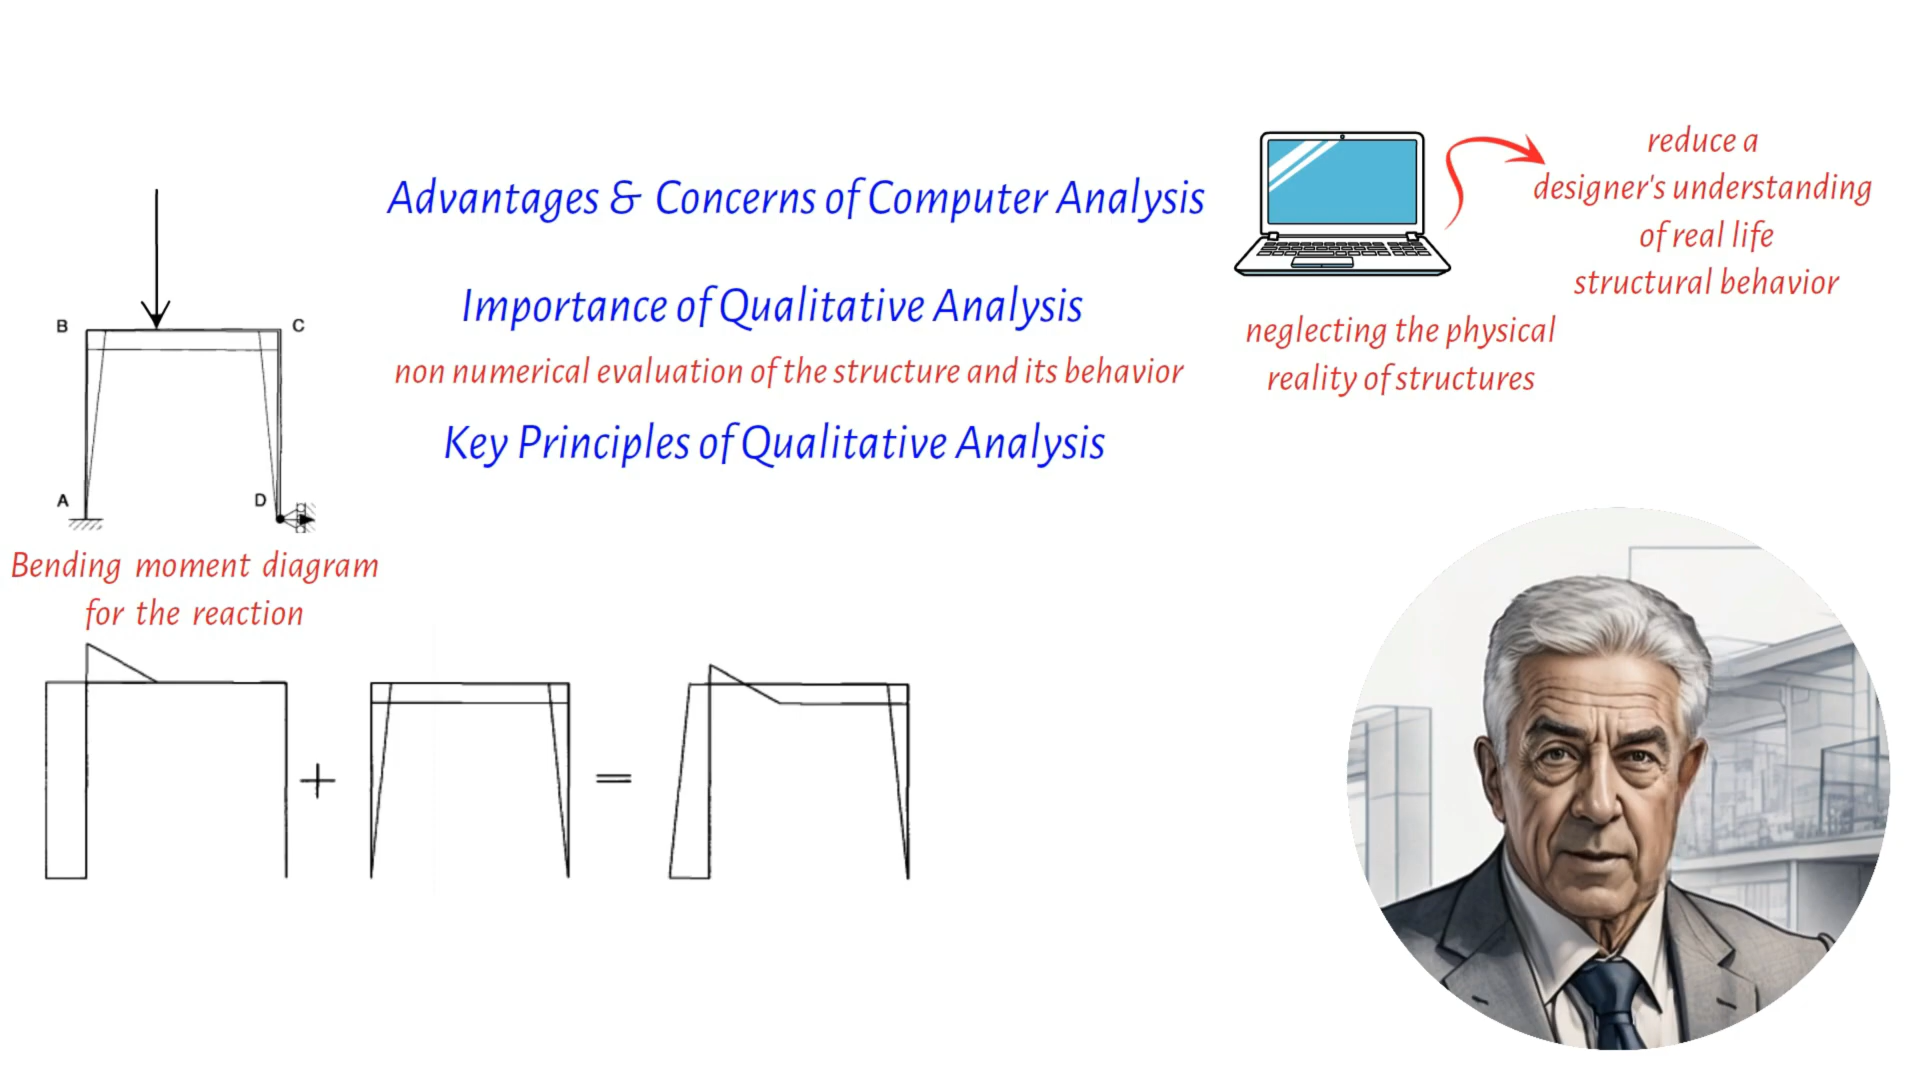 Advantages & Concerns of Computer Analysis
Importance of Qualitative Analysis
non numerical evaluation of the structure and its behavior
Key Principles of Qualitative Analysis
reduce a
designer's understanding
of real life
structural behavior
neglecting the physical
reality of structures
B
C
A
D
Bending moment diagram
for the reaction
+
=